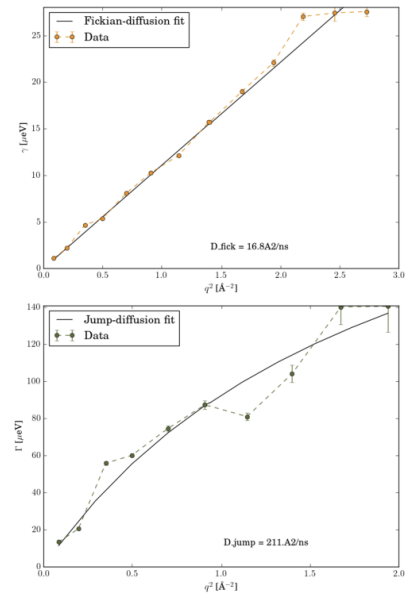 Fickian-diffusion fit
Data
30
25
20
15
10
5
0
γ [μeV]
D.fick = 16.8A2/ns
0.0 0.5 1.0 1.5 2.0 2.5 3.0
q² [Å⁻²]
Jump-diffusion fit
Data
140
120
100
80
60
40
20
0
Γ [μeV]
D.jump = 211.A2/ns
0.0 0.5 1.0 1.5 2.0
q² [Å⁻²]